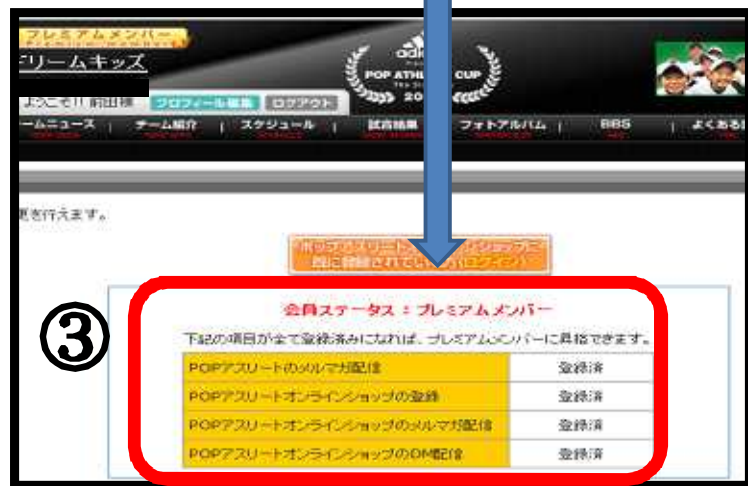 プレミアムメンバー
ドリームキッズ
ようこそ!! 前田様 プロフィール編集 ログアウト
POP ATHLETE CUP
ームニュース | チーム紹介 | スケジュール | 試合結果 フォトアルバム | BBS | よくある
更を行えます。
③
会員ステータス：プレミアムメンバー
下記の項目が全て登録済みになれば、プレミアムメンバーに昇格できます。
POPアスリートのメルマガ配信 登録済
POPアスリートオンラインショップの登録 登録済
POPアスリートオンラインショップのメルマガ配信 登録済
POPアスリートオンラインショップのDM配信 登録済